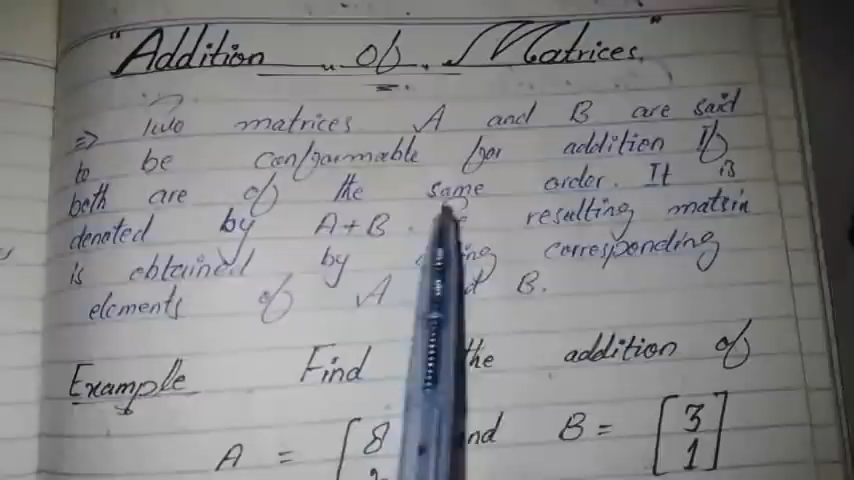 "Addition of Matrices."
=> Two matrices A and B are said
to be conformable for addition If
both are of the same order. It is
denoted by A+B. resulting matrix
is obtained by corresponding
elements of A B.
Example Find the addition of
A = [8 and B = [3
1]